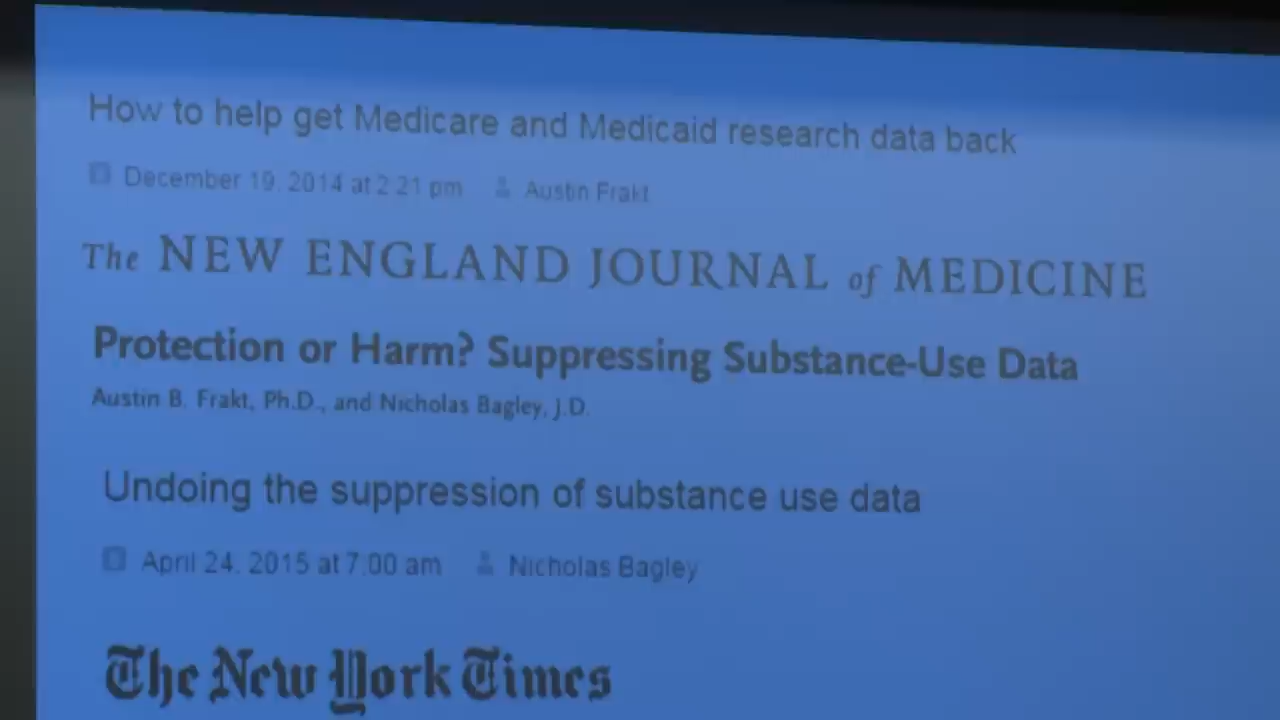 How to help get Medicare and Medicaid research data back
December 19, 2014 at 2:21 pm Austin Frakt
The NEW ENGLAND JOURNAL of MEDICINE
Protection or Harm? Suppressing Substance-Use Data
Austin B. Frakt, Ph.D., and Nicholas Bagley, J.D.
Undoing the suppression of substance use data
April 24, 2015 at 7:00 am Nicholas Bagley
The New York Times